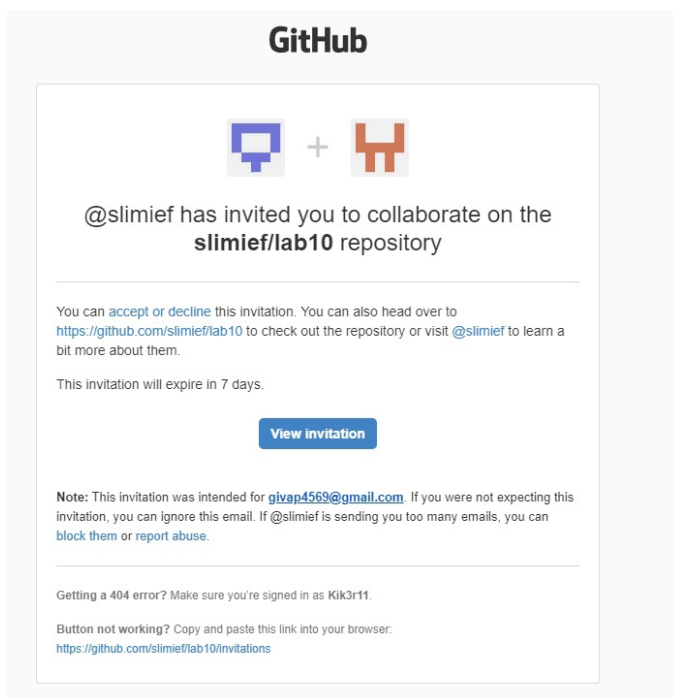 GitHub
+
@slimief has invited you to collaborate on the
slimief/lab10 repository
You can accept or decline this invitation. You can also head over to
https://github.com/slimief/lab10 to check out the repository or visit @slimief to learn a
bit more about them.
This invitation will expire in 7 days.
View invitation
Note: This invitation was intended for givap4569@gmail.com. If you were not expecting this
invitation, you can ignore this email. If @slimief is sending you too many emails, you can
block them or report abuse.
Getting a 404 error? Make sure you're signed in as Kik3r11.
Button not working? Copy and paste this link into your browser:
https://github.com/slimief/lab10/invitations